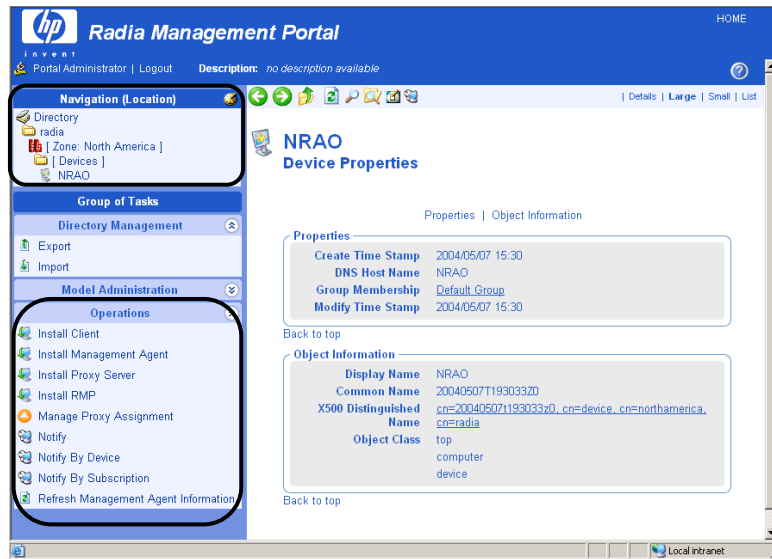 hp
invent
Radia Management Portal
HOME
Portal Administrator | Logout
Description: no description available
Navigation (Location)
Directory
radia
[ Zone: North America ]
[ Devices ]
NRAO
Group of Tasks
Directory Management
Export
Import
Model Administration
Operations
Install Client
Install Management Agent
Install Proxy Server
Install RMP
Manage Proxy Assignment
Notify
Notify By Device
Notify By Subscription
Refresh Management Agent Information
| Details | Large | Small | List
NRAO
Device Properties
Properties | Object Information
Properties
Create Time Stamp 2004/05/07 15:30
DNS Host Name NRAO
Group Membership Default Group
Modify Time Stamp 2004/05/07 15:30
Back to top
Object Information
Display Name NRAO
Common Name 20040507T193033Z0
X500 Distinguished cn=20040507t193033z0, cn=device, cn=northamerica,
Name cn=radia
Object Class top
computer
device
Back to top
Local intranet